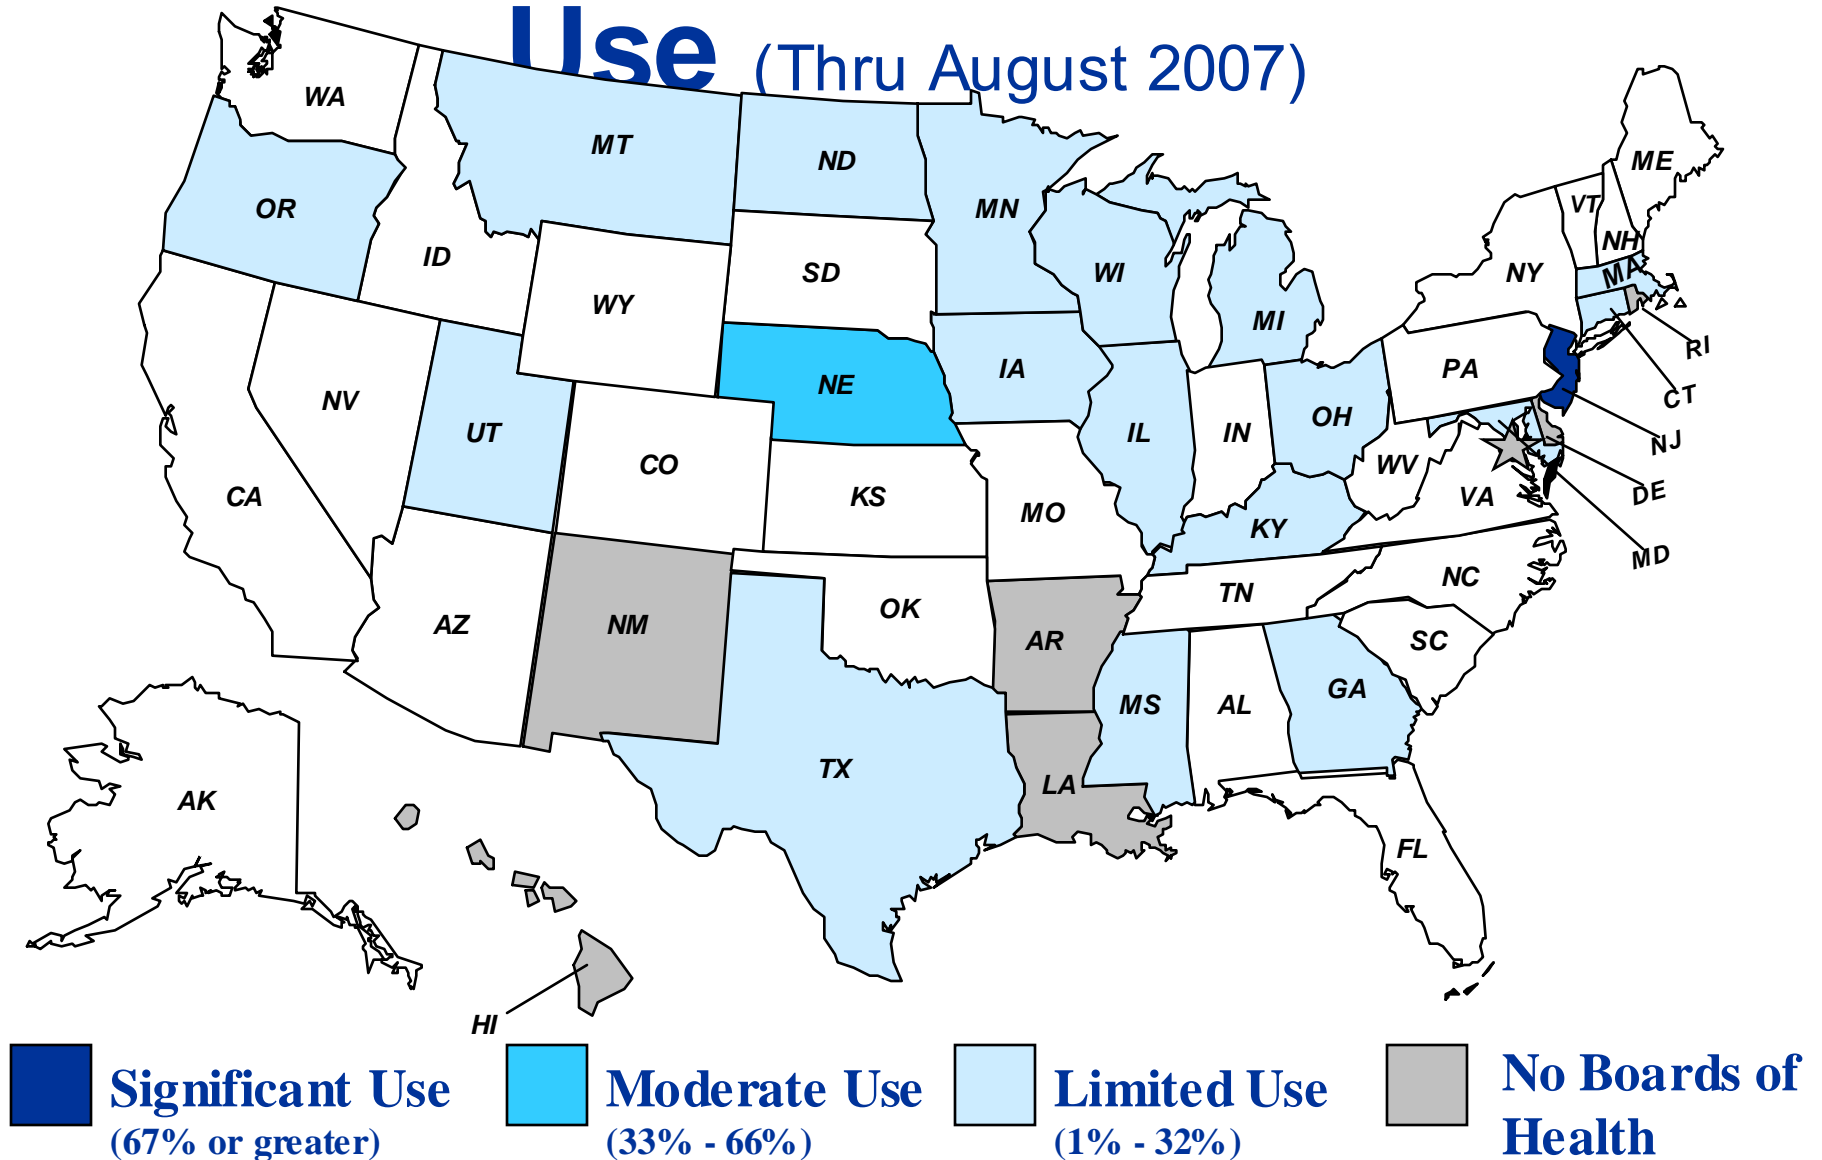 Use (Thru August 2007)
WA
MT
ND
ME
OR
MN
VT
NH
ID
SD
WI
NY
MA
WY
MI
RI
NV
NE
IA
PA
CT
UT
IL
IN
OH
NJ
CO
WV
CA
KS
MO
KY
VA
DE
MD
AZ
NM
OK
AR
TN
NC
SC
MS
AL
GA
TX
LA
AK
FL
HI
Significant Use
(67% or greater)
Moderate Use
(33% - 66%)
Limited Use
(1% - 32%)
No Boards of
Health